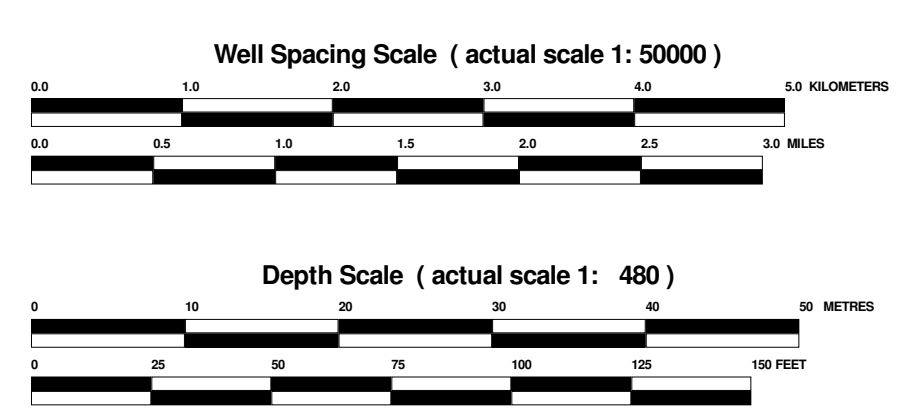 Well Spacing Scale ( actual scale 1: 50000 )
0.0 1.0 2.0 3.0 4.0 5.0 KILOMETERS
0.0 0.5 1.0 1.5 2.0 2.5 3.0 MILES
Depth Scale ( actual scale 1: 480 )
0 10 20 30 40 50 METRES
0 25 50 75 100 125 150 FEET